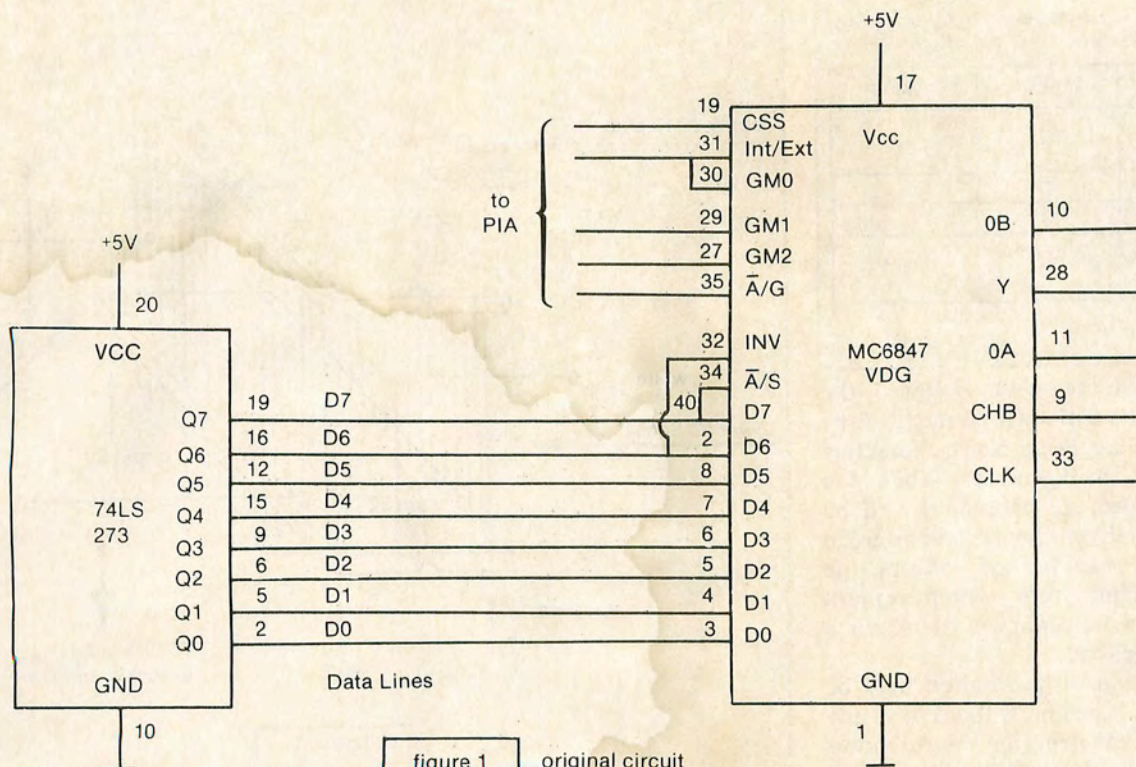 +5V
17
19
CSS
Vcc
31
Int/Ext
30
GM0
to
PIA
29
GM1
0B
10
27
GM2
+5V
35
A̅/G
Y
28
20
32
INV
MC6847
VDG
0A
11
VCC
34
A̅/S
40
D7
CHB
9
Q7
19
D7
2
D6
Q6
16
D6
8
D5
CLK
33
Q5
12
D5
7
D4
74LS
273
Q4
15
D4
6
D3
Q3
9
D3
5
D2
Q2
6
D2
4
D1
Q1
5
D1
3
D0
Q0
2
D0
GND
Data Lines
GND
10
1
figure 1
original circuit